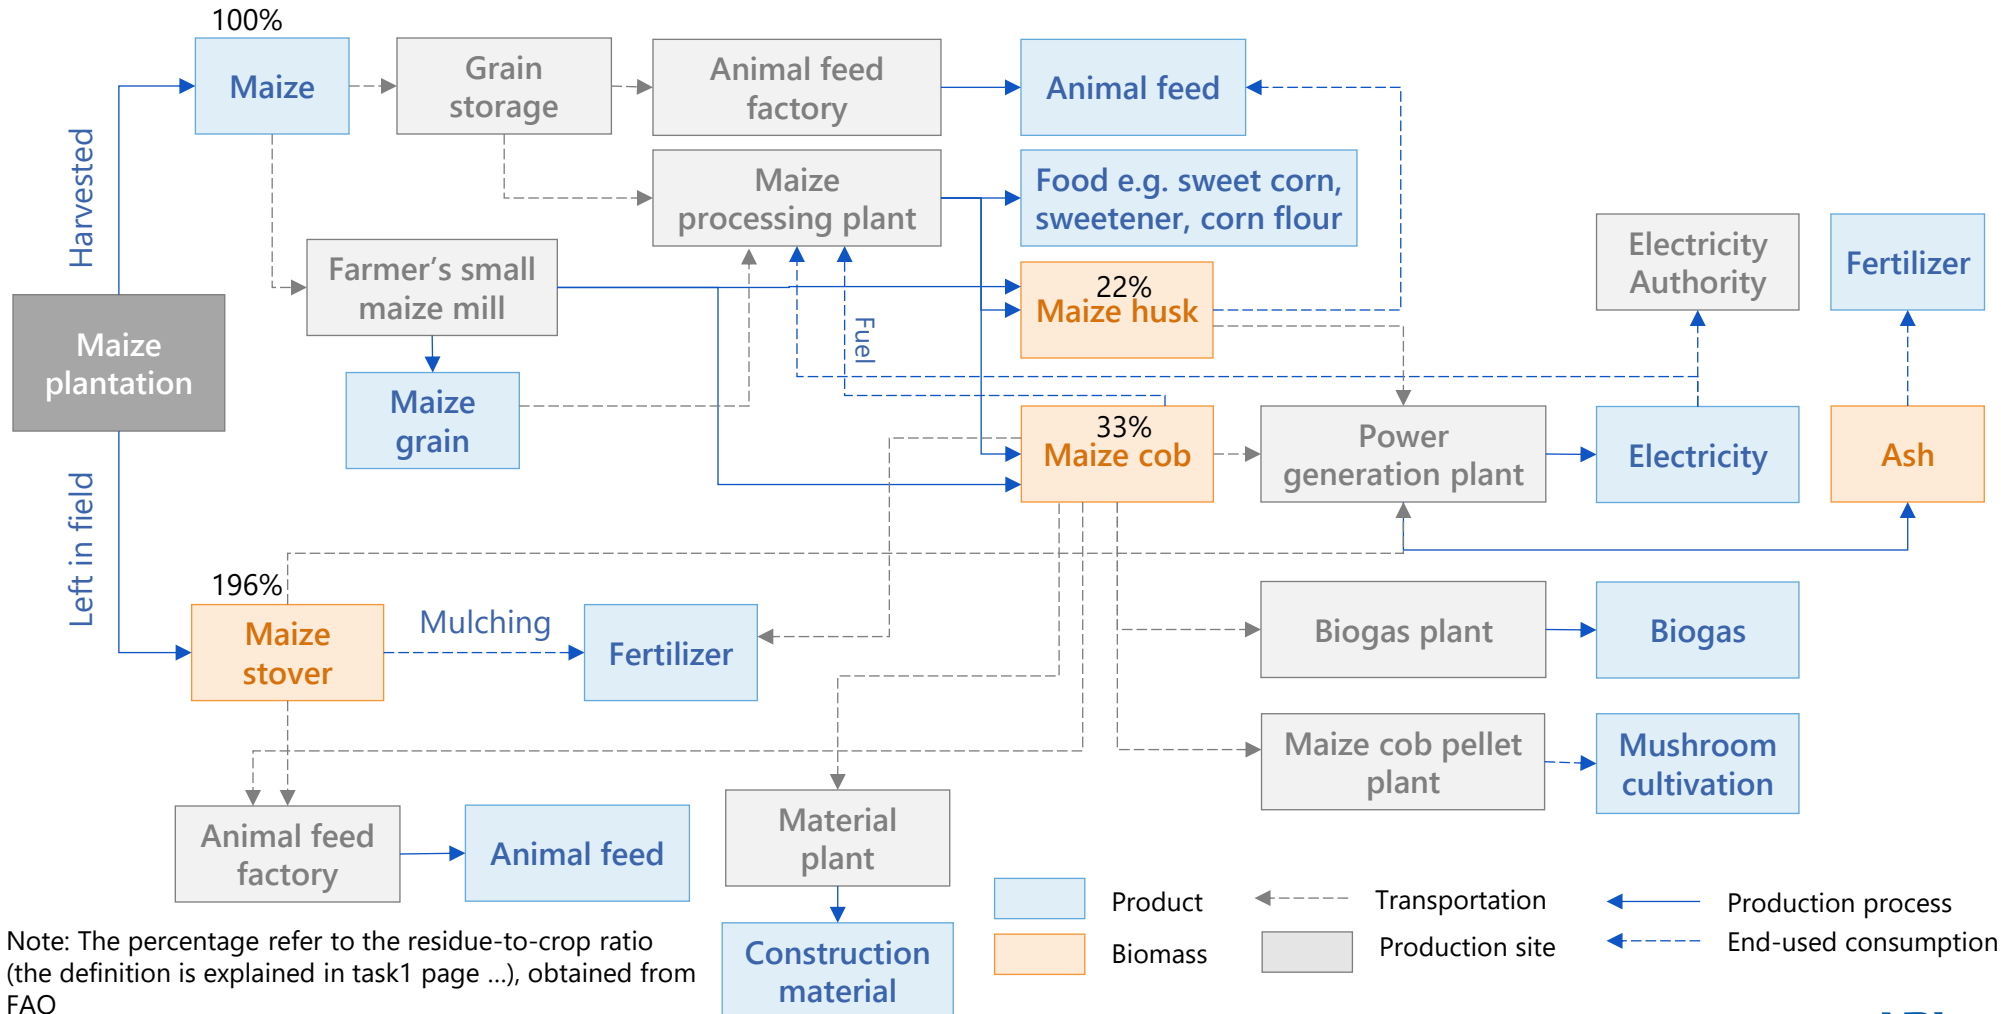 100%
Maize
Grain
storage
Animal feed
factory
Animal feed
Harvested
Maize
processing plant
Food e.g. sweet corn,
sweetener, corn flour
Electricity
Authority
Fertilizer
Farmer's small
maize mill
22%
Maize husk
Fuel
Maize
plantation
Maize
grain
33%
Maize cob
Power
generation plant
Electricity
Ash
Left in field
196%
Maize
stover
Mulching
Fertilizer
Biogas plant
Biogas
Maize cob pellet
plant
Mushroom
cultivation
Animal feed
factory
Animal feed
Material
plant
Construction
material
Product
Biomass
Transportation
Production site
Production process
End-used consumption
Note: The percentage refer to the residue-to-crop ratio
(the definition is explained in task1 page ...), obtained from
FAO